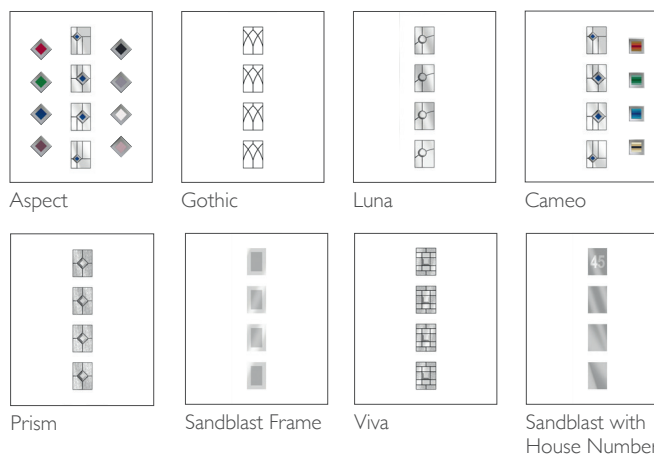 Aspect
Gothic
Luna
Cameo
45
Prism
Sandblast Frame
Viva
Sandblast with
House Number